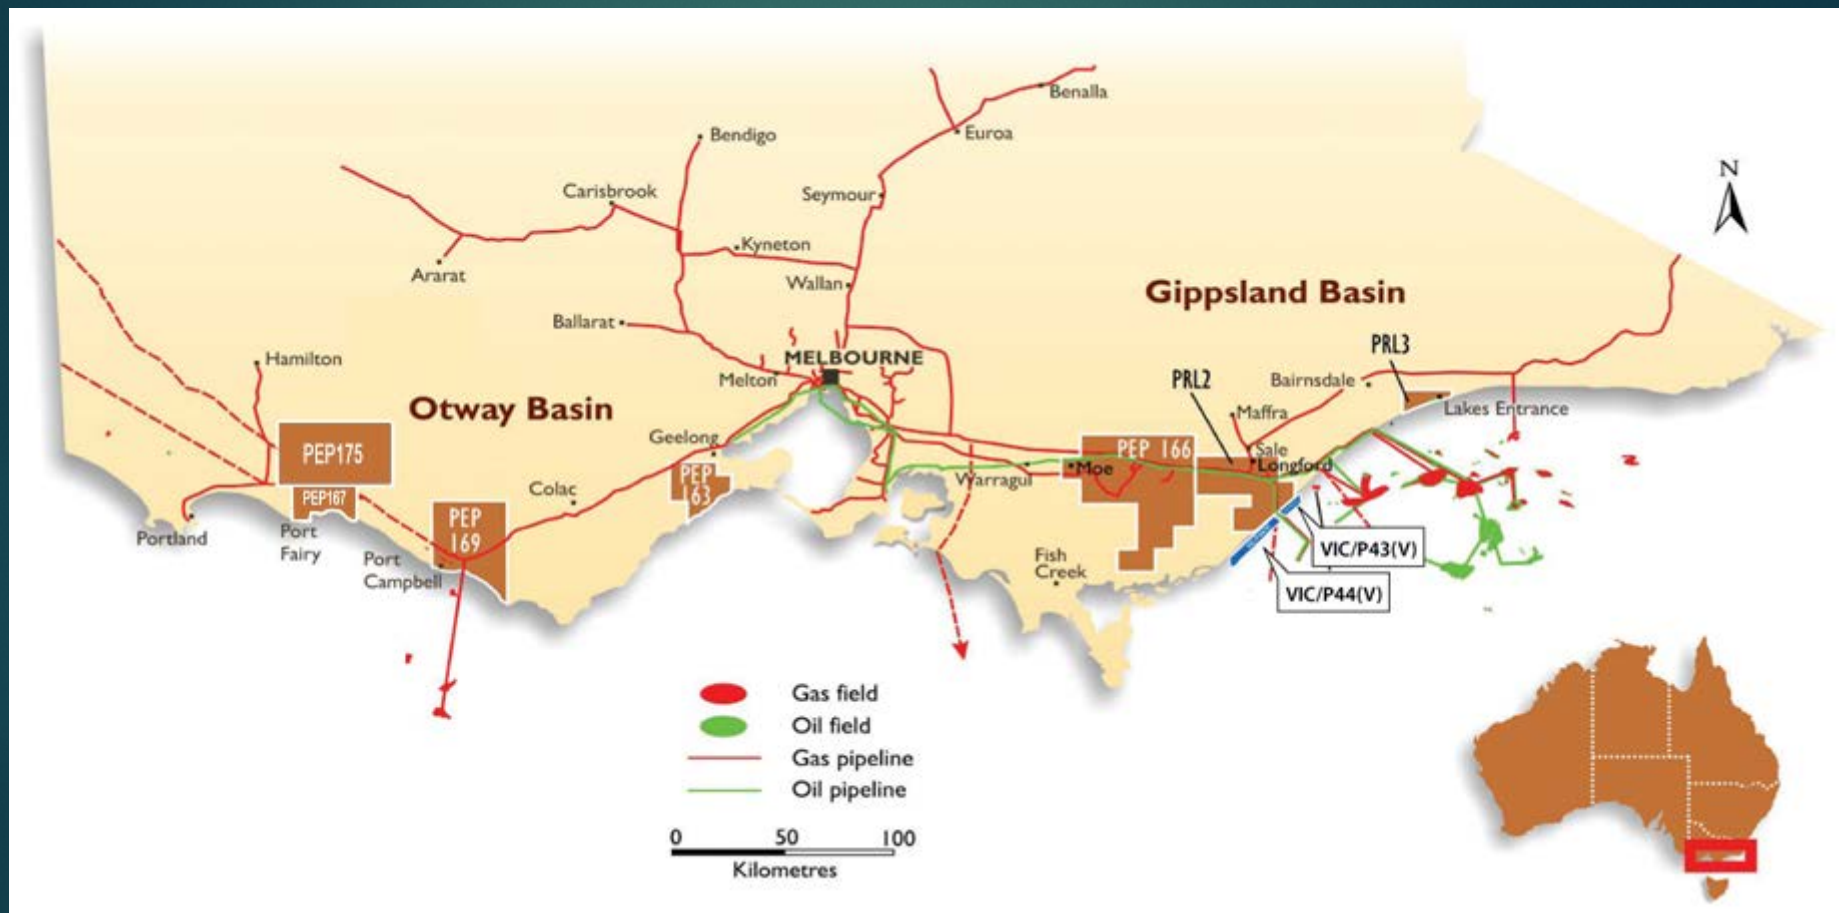 Benalla
Euroa
Bendigo
Carisbrook
Seymour
N
Kyneton
Ararat
Wallan
Gippsland Basin
Ballarat
PRL3
Hamilton
MELBOURNE
Melton
PRL2
Bairnsdale
Otway Basin
Maffra
Lakes Entrance
Geelong
PEP175
PEP 166
Sale
Longford
Moe
PEP
163
Warragul
Colac
PEP167
PEP
169
Portland
Port
Fairy
Port
Campbell
Fish
Creek
VIC/P43(V)
VIC/P44(V)
Gas field
Oil field
Gas pipeline
Oil pipeline
0 50 100
Kilometres